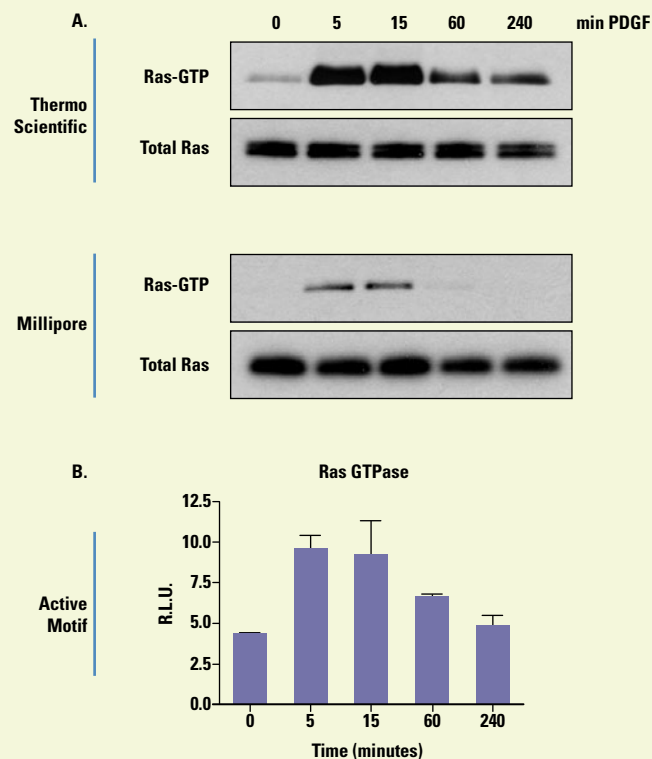 A.
0 5 15 60 240 min PDGF
Thermo
Scientific
Ras-GTP
Total Ras
Millipore
Ras-GTP
Total Ras
B.
Ras GTPase
Active
Motif
R.L.U.
12.5
10.0
7.5
5.0
2.5
0.0
0 5 15 60 240
Time (minutes)